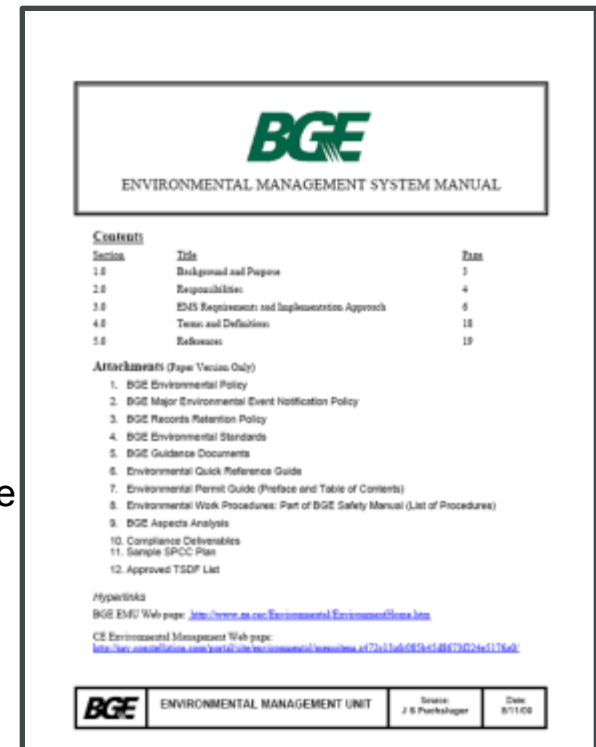 BGE
ENVIRONMENTAL MANAGEMENT SYSTEM MANUAL
Contents
Section Title Page
1.0 Background and Purpose 3
2.0 Responsibilities 4
3.0 EMS Requirements and Implementation Approach 6
4.0 Terms and Definitions 18
5.0 References 19
Attachments (Paper Version Only)
1. BGE Environmental Policy
2. BGE Major Environmental Event Notification Policy
3. BGE Records Retention Policy
4. BGE Environmental Standards
5. BGE Guidance Documents
6. Environmental Quick Reference Guide
7. Environmental Permit Guide (Preface and Table of Contents)
e
8. Environmental Work Procedures: Part of BGE Safety Manual (List of Procedures)
9. BGE Aspects Analysis
10. Compliance Deliverables
11. Sample SPCC Plan
12. Approved TSDF List
Hyperlinks
BGE EMU Web page:
CE Environmental Management Web page:
BGE ENVIRONMENTAL MANAGEMENT UNIT Source: Date
J S